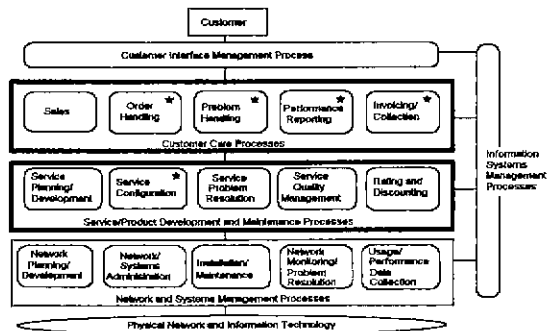 Customer
Customer Interface Management Process
Sales
Order
Handling
Problem
Handling
Performance
Reporting
Invoicing/
Collection
Customer Care Processes
Information
Systems
Management
Processes
Service
Planning/
Development
Service
Configuration
Service
Problem
Resolution
Service
Quality
Management
Rating and
Discounting
Service/Product Development and Maintenance Processes
Network
Planning/
Development
Network/
Systems
Administration
Installation/
Maintenance
Network
Monitoring/
Problem
Resolution
Usage/
Performance
Data
Collection
Network and Systems Management Processes
Physical Network and Information Technology